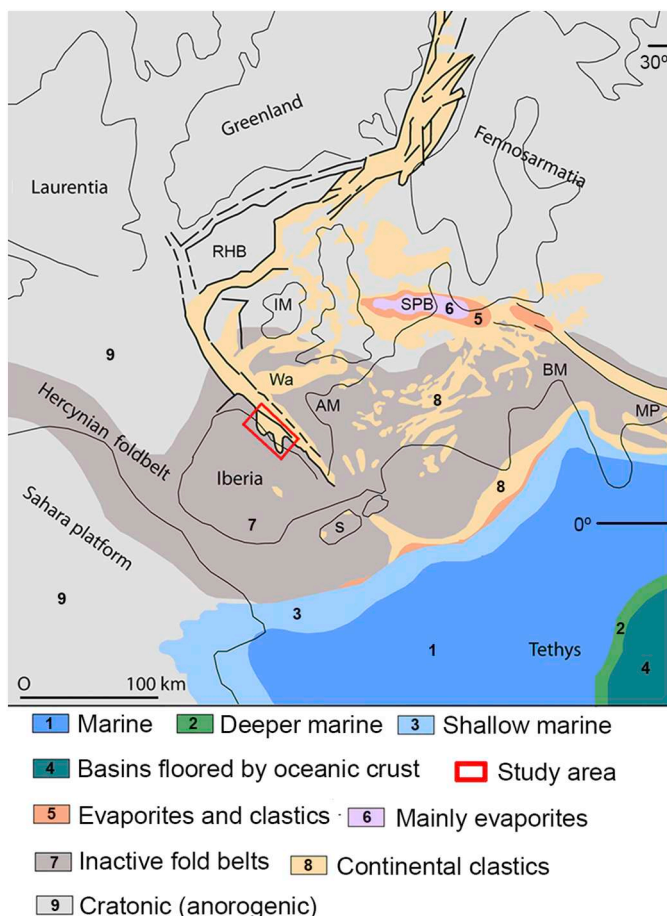 30º
Greenland
Fennosarmatia
Laurentia
RHB
IM
SPB
6
5
9
Wa
BM
Hercynian foldbelt
AM
8
MP
Iberia
8
Sahara platform
7
S
0º
9
3
2
1
Tethys
4
O 100 km
1 Marine 2 Deeper marine 3 Shallow marine
4 Basins floored by oceanic crust Study area
5 Evaporites and clastics 6 Mainly evaporites
7 Inactive fold belts 8 Continental clastics
9 Cratonic (anorogenic)